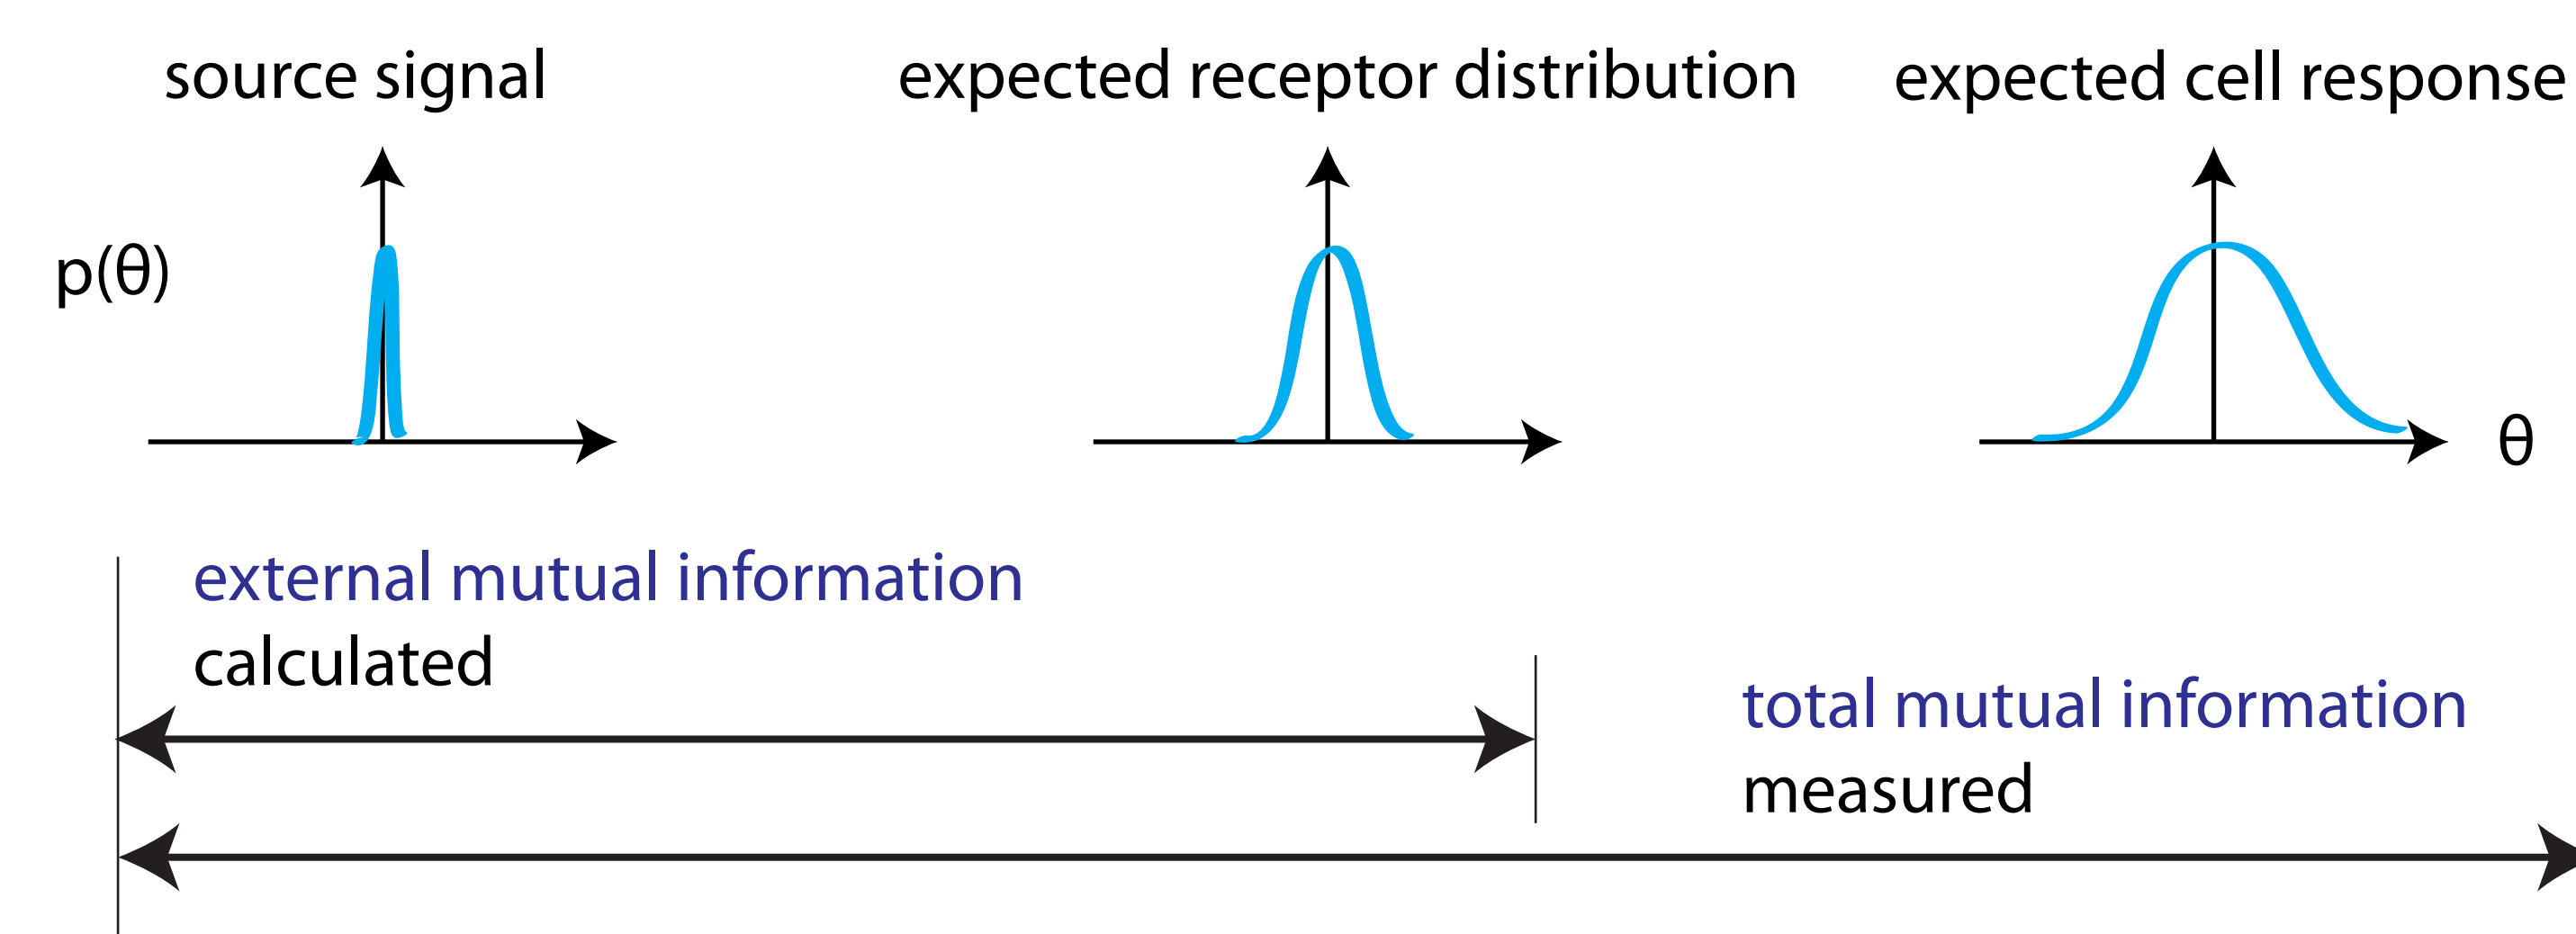 source signal
expected receptor distribution
expected cell response
p(θ)
θ
external mutual information
calculated
total mutual information
measured